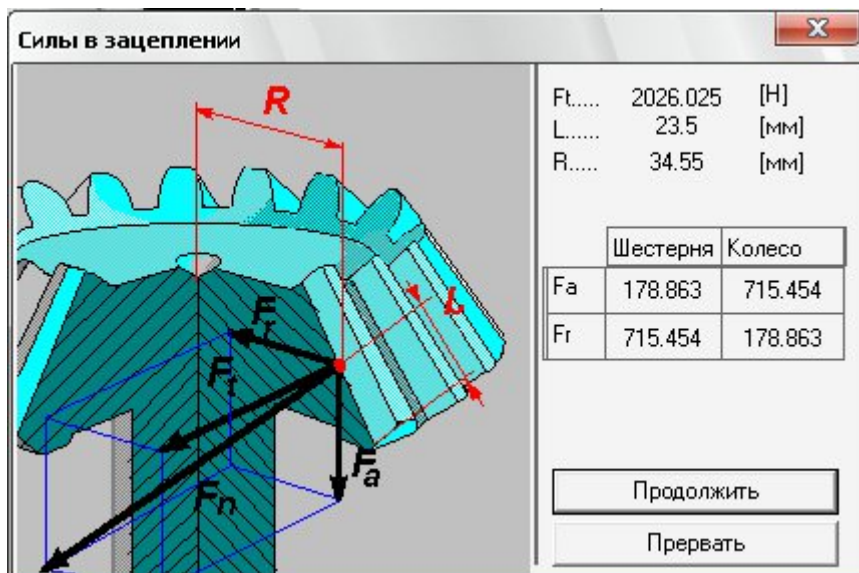 Силы в зацеплении
R
Ft..... 2026.025 [Н]
L...... 23.5 [мм]
R..... 34.55 [мм]
Шестерня Колесо
Fa 178.863 715.454
Fr 715.454 178.863
L
Fr
Ft
Fa
Fn
Продолжить
Прервать